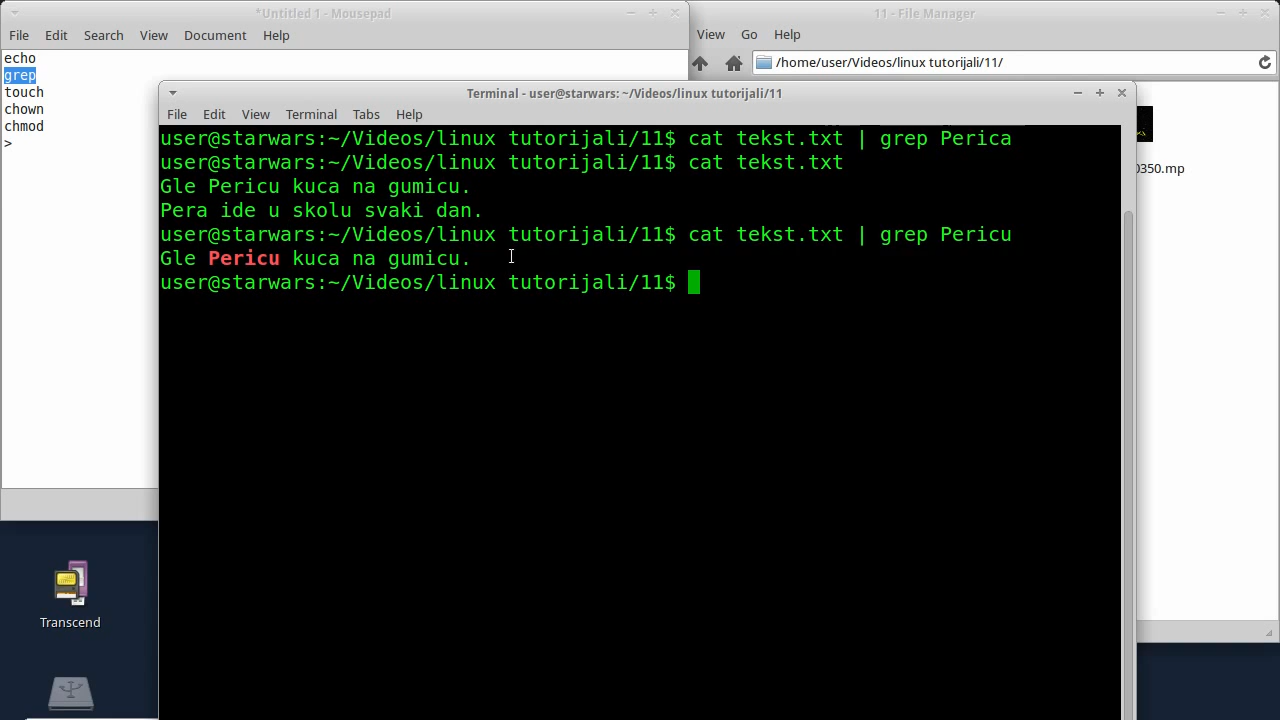 *Untitled 1 - Mousepad
File Edit Search View Document Help
echo
grep
touch
chown
chmod
>
11 - File Manager
View Go Help
/home/user/Videos/linux tutorijali/11/
0350.mp
Terminal - user@starwars: ~/Videos/linux tutorijali/11
File Edit View Terminal Tabs Help
user@starwars:~/Videos/linux tutorijali/11$ cat tekst.txt | grep Perica
user@starwars:~/Videos/linux tutorijali/11$ cat tekst.txt
Gle Pericu kuca na gumicu.
Pera ide u skolu svaki dan.
user@starwars:~/Videos/linux tutorijali/11$ cat tekst.txt | grep Pericu
Gle Pericu kuca na gumicu.
user@starwars:~/Videos/linux tutorijali/11$
Transcend